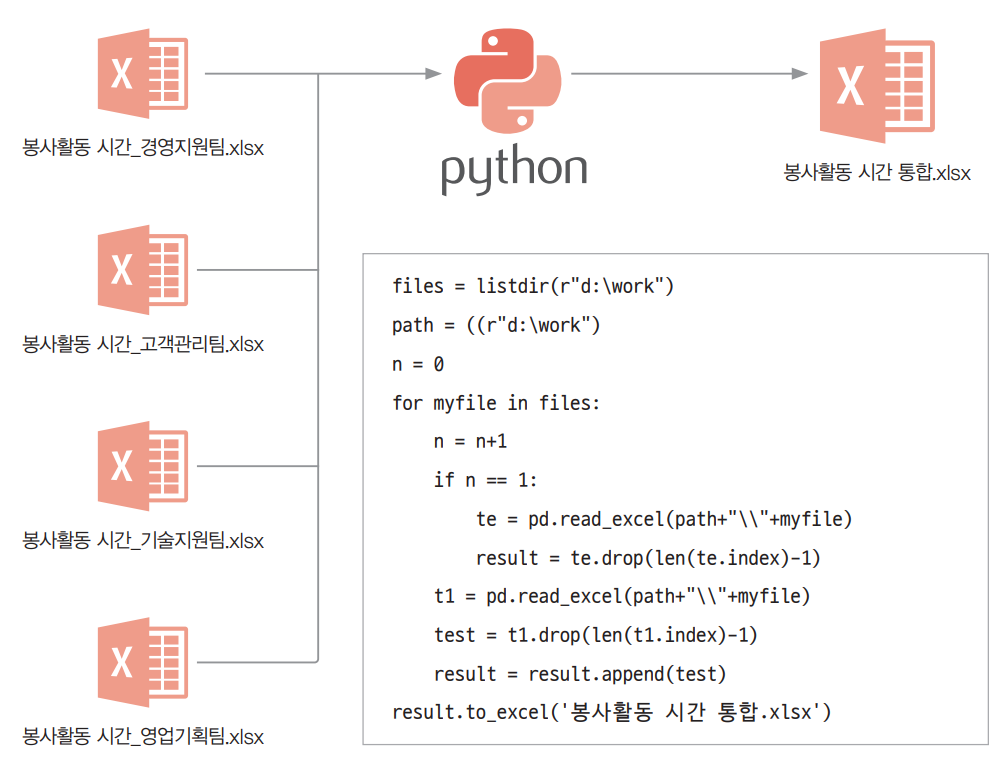 봉사활동 시간_경영지원팀.xlsx
python
봉사활동 시간 통합.xlsx
봉사활동 시간_고객관리팀.xlsx
봉사활동 시간_기술지원팀.xlsx
봉사활동 시간_영업기획팀.xlsx
files = listdir(r"d:\work")
path = ((r"d:\work")
n = 0
for myfile in files:
    n = n+1
    if n == 1:
        te = pd.read_excel(path+"\\"+myfile)
        result = te.drop(len(te.index)-1)
    t1 = pd.read_excel(path+"\\"+myfile)
    test = t1.drop(len(t1.index)-1)
    result = result.append(test)
result.to_excel('봉사활동 시간 통합.xlsx')
X
X
X
X
X